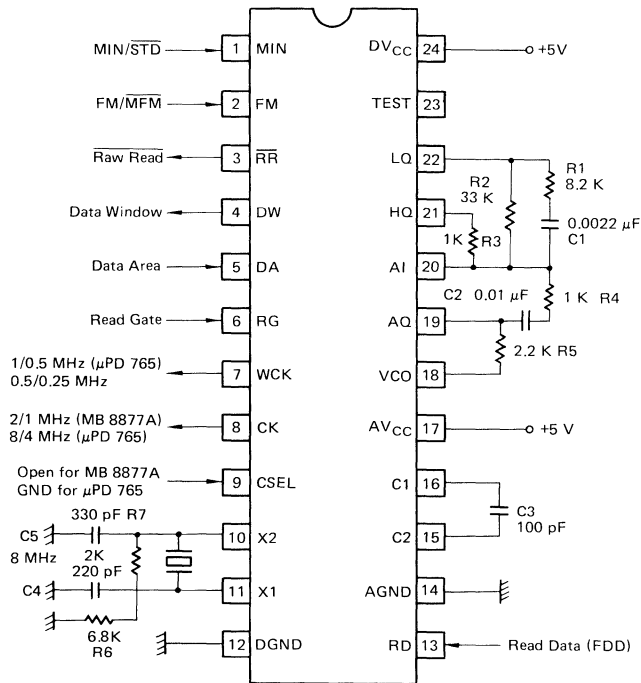 MIN/STD 1 MIN
FM/MFM 2 FM
Raw Read 3 RR
Data Window 4 DW
Data Area 5 DA
Read Gate 6 RG
1/0.5 MHz (μPD 765)
0.5/0.25 MHz
7 WCK
2/1 MHz (MB 8877A)
8/4 MHz (μPD 765)
8 CK
Open for MB 8877A
GND for μPD 765
9 CSEL
330 pF R7
C5
10 X2
8 MHz 2K
220 pF
C4
11 X1
6.8K
R6
12 DGND
DVCC 24 +5V
TEST 23
LQ 22
R1
8.2 K
R2
33 K
HQ 21
0.0022 μF
C1
1K R3
AI 20
C2 0.01 μF
1 K R4
AQ 19
2.2 K R5
VCO 18
AVCC 17 +5 V
C1 16
C3
100 pF
C2 15
AGND 14
RD 13 Read Data (FDD)